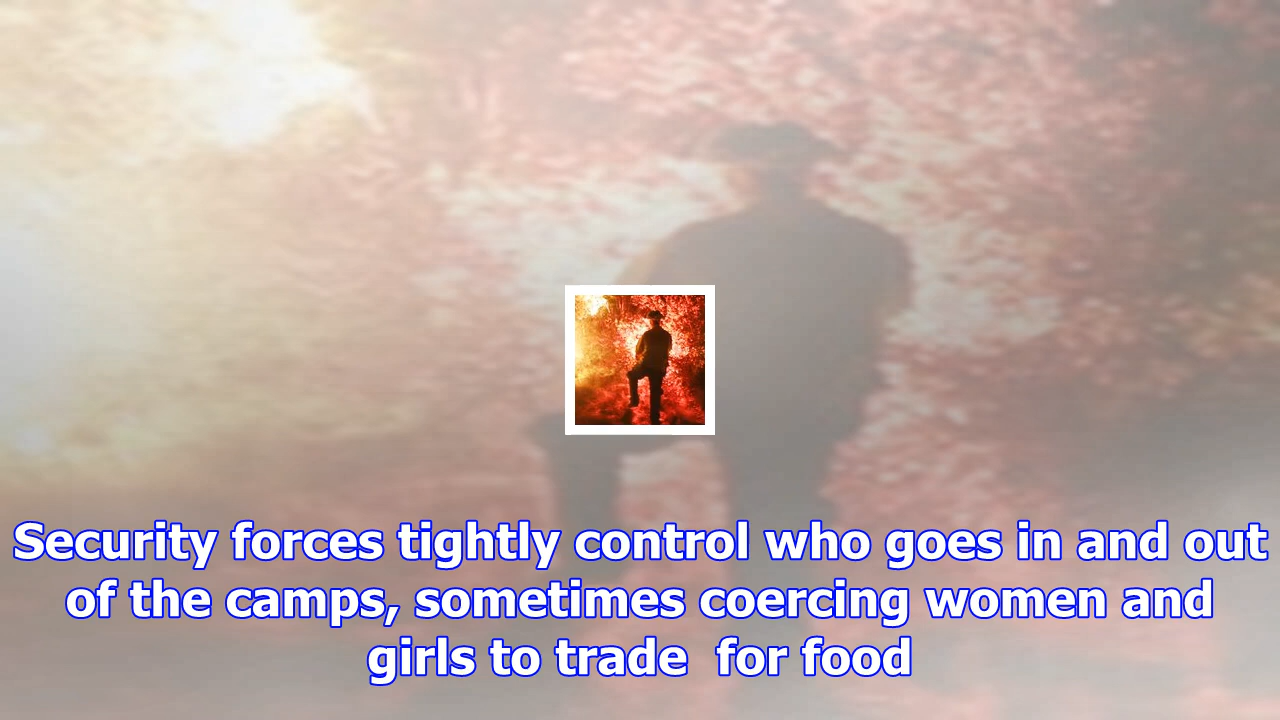 Security forces tightly control who goes in and out
of the camps, sometimes coercing women and
girls to trade  for food